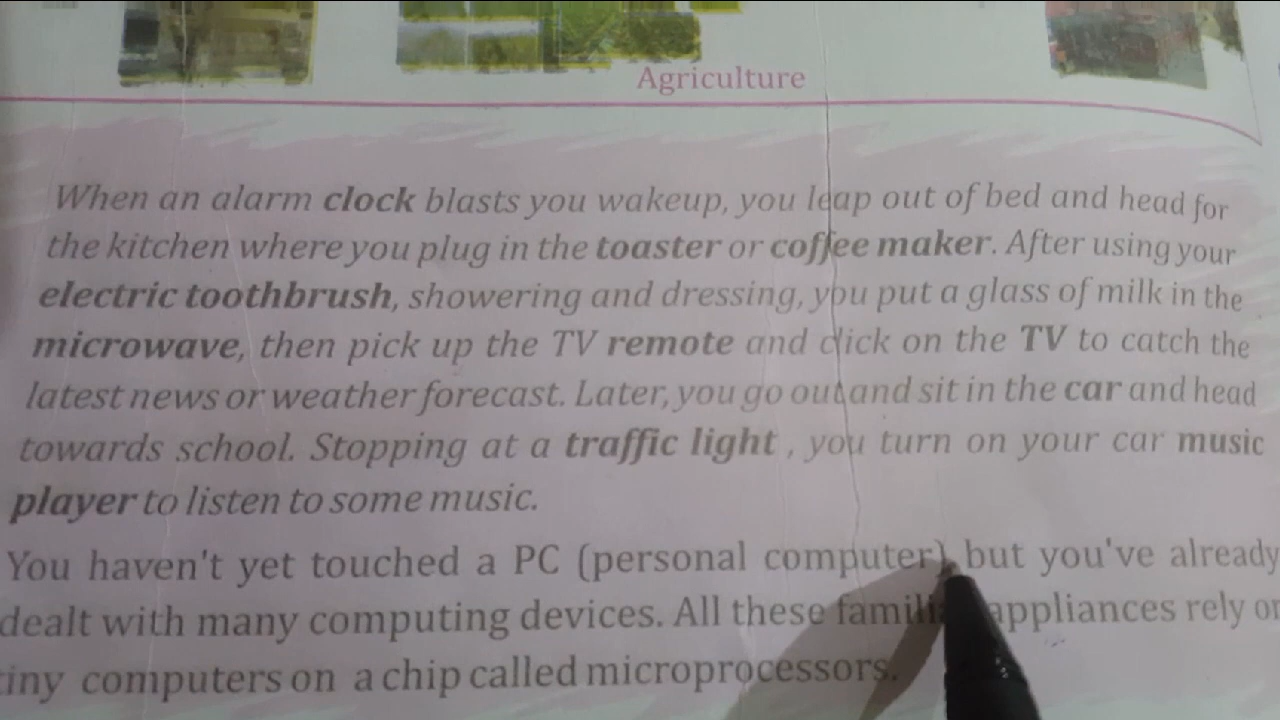 Agriculture
When an alarm clock blasts you wakeup, you leap out of bed and head for
the kitchen where you plug in the toaster or coffee maker. After using your
electric toothbrush, showering and dressing, you put a glass of milk in the
microwave, then pick up the TV remote and click on the TV to catch the
latest news or weather forecast. Later, you go out and sit in the car and head
towards school. Stopping at a traffic light , you turn on your car music
player to listen to some music.
You haven't yet touched a PC (personal computer) but you've already
dealt with many computing devices. All these appliances rely on
tiny computers on a chip called microprocessors.